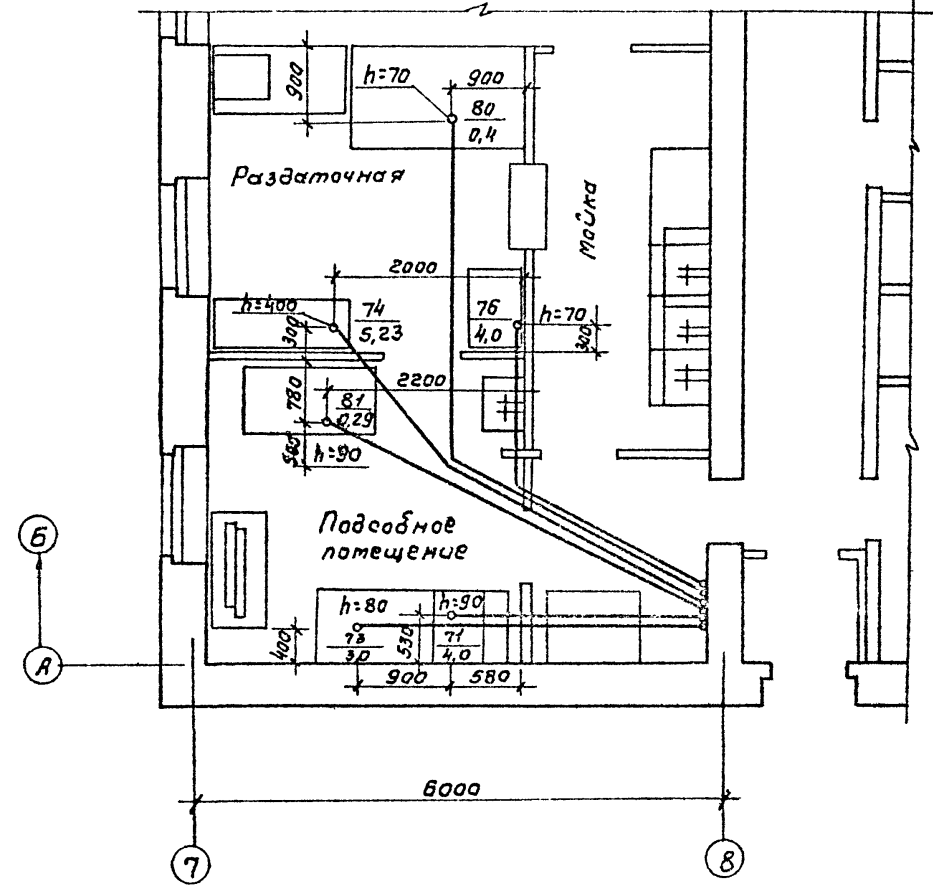 900
h=70
900
80
0,4
Раздаточная
Мойка
2000
h=400
74
5,23
76
4,0
h=70
300
300
780
2200
81
0,29
500
h=90
Подсобное
помещение
Б
А
400
h=80
73
3,0
530
h=90
71
4,0
900
580
6000
7
8